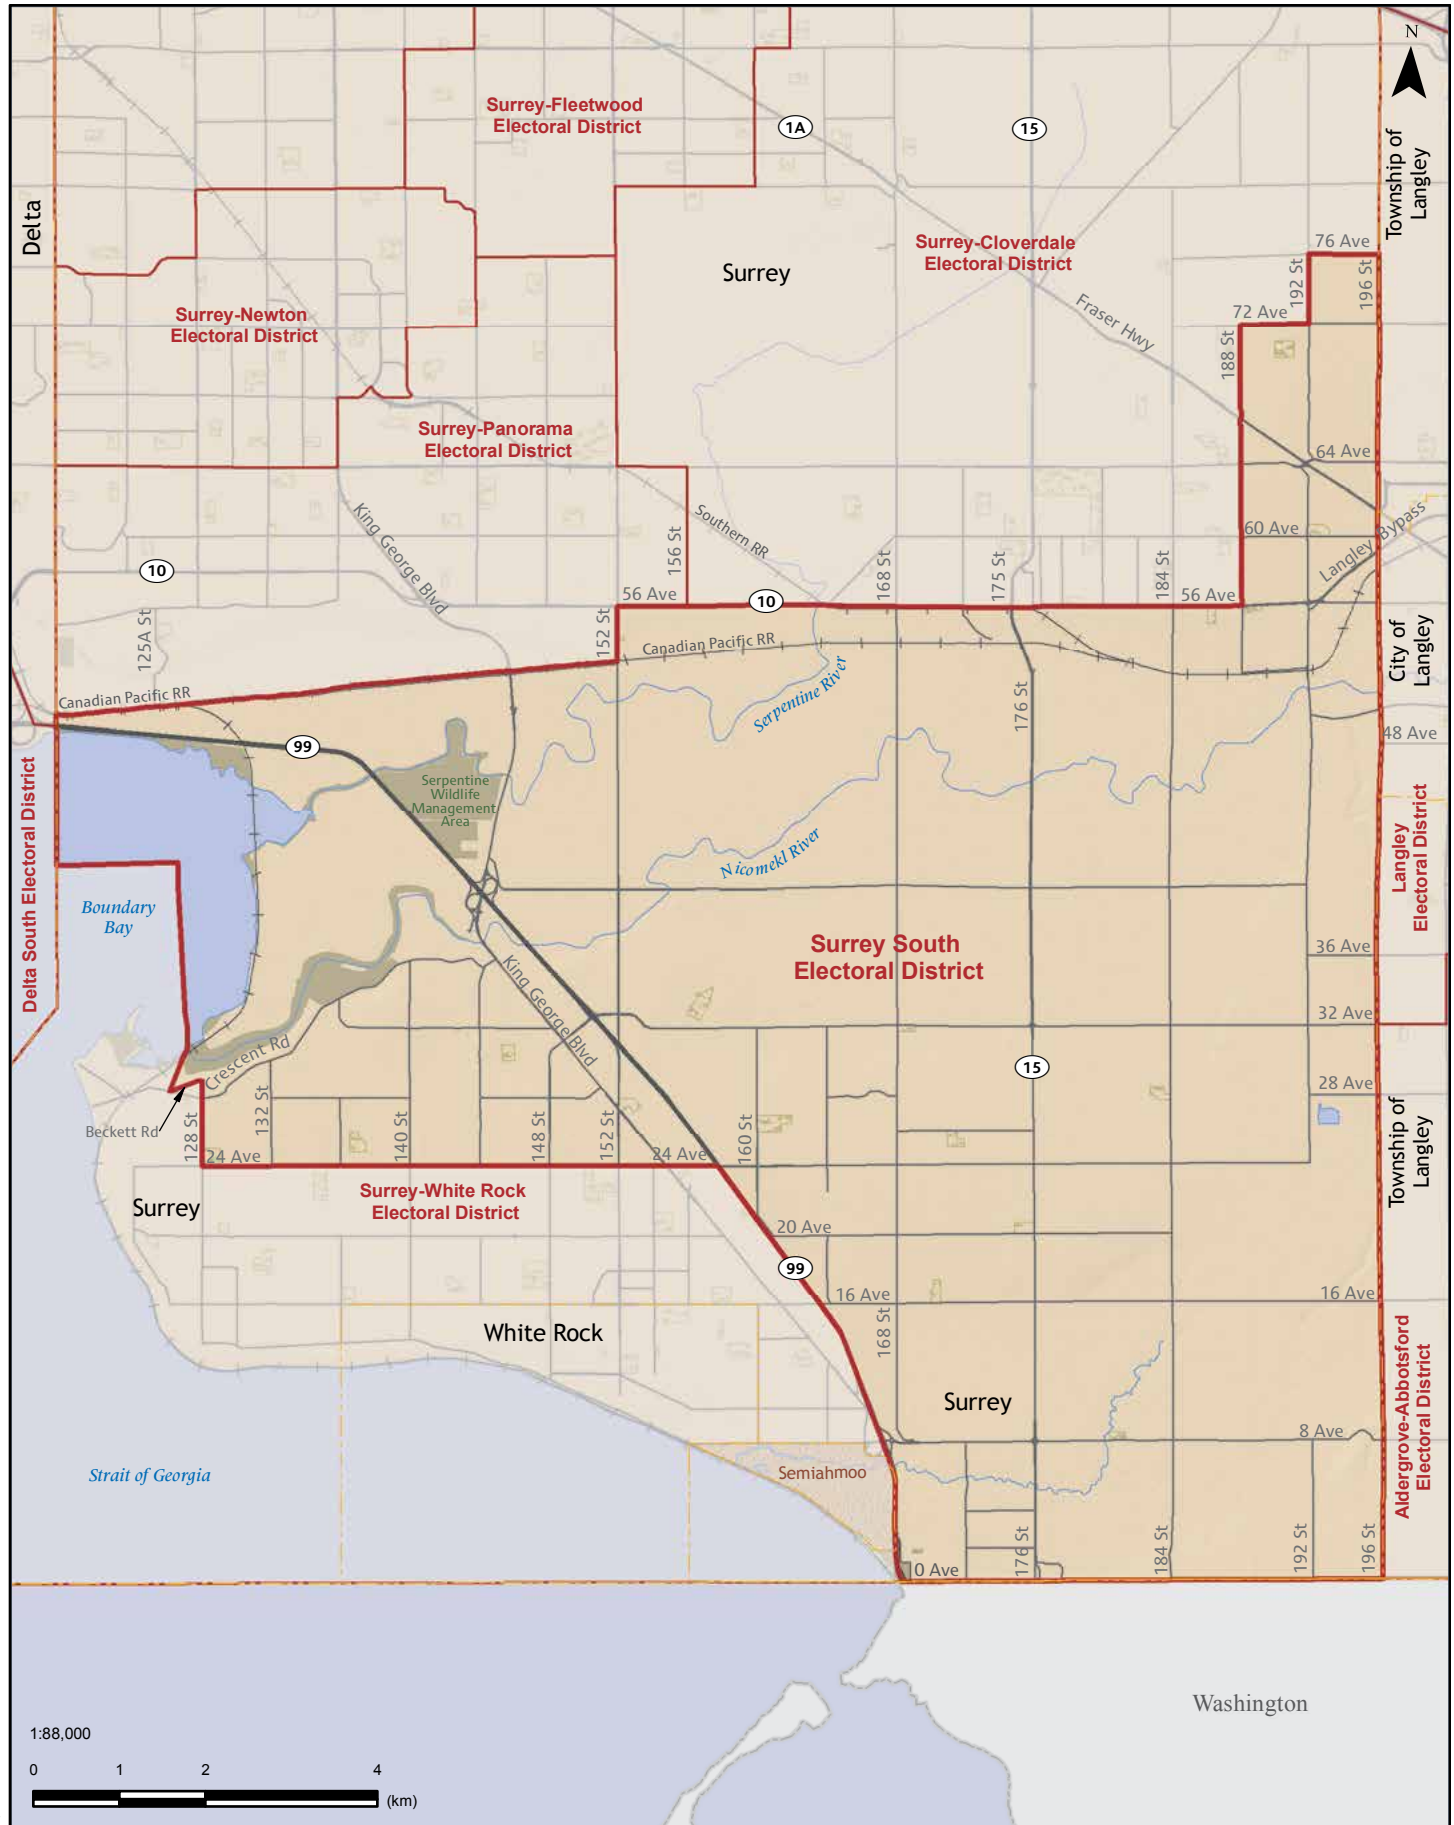 N
Surrey-Fleetwood
Electoral District
1A
15
Township of
Langley
Delta
Surrey-Cloverdale
Electoral District
76 Ave
Surrey
192 St
196 St
Surrey-Newton
Electoral District
Fraser Hwy
72 Ave
188 St
Surrey-Panorama
Electoral District
64 Ave
King George Blvd
Southern RR
156 St
60 Ave
Langley Bypass
10
168 St
175 St
184 St
56 Ave
10
56 Ave
125A St
152 St
Canadian Pacific RR
City of
Langley
Canadian Pacific RR
Serpentine River
176 St
48 Ave
99
Serpentine
Wildlife
Management
Area
Delta South Electoral District
Nicomekl River
Langley
Electoral District
Boundary
Bay
Surrey South
Electoral District
36 Ave
King George Blvd
32 Ave
Crescent Rd
15
28 Ave
Beckett Rd
128 St
132 St
140 St
148 St
152 St
160 St
Township of
Langley
24 Ave
24 Ave
Surrey-White Rock
Electoral District
Surrey
20 Ave
99
16 Ave
16 Ave
White Rock
168 St
Aldergrove-Abbotsford
Electoral District
Surrey
8 Ave
Strait of Georgia
Semiahmoo
0 Ave
176 St
184 St
192 St
196 St
Washington
1:88,000
0 1 2 4
(km)